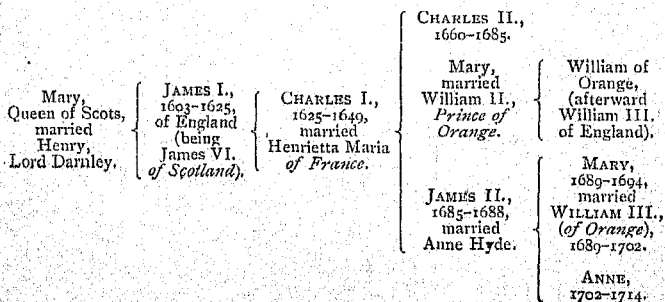 Mary,
Queen of Scots,
married
Henry,
Lord Darnley.
JAMES I.,
1603-1625,
of England
(being
James VI.
of Scotland).
CHARLES I.,
1625-1649,
married
Henrietta Maria
of France.
CHARLES II.,
1660-1685.
Mary,
married
William II.,
Prince of
Orange.
William of
Orange,
(afterward
William III.
of England).
JAMES II.,
1685-1688,
married
Anne Hyde.
MARY,
1689-1694,
married
WILLIAM III.,
(of Orange),
1689-1702.
ANNE,
1702-1714.